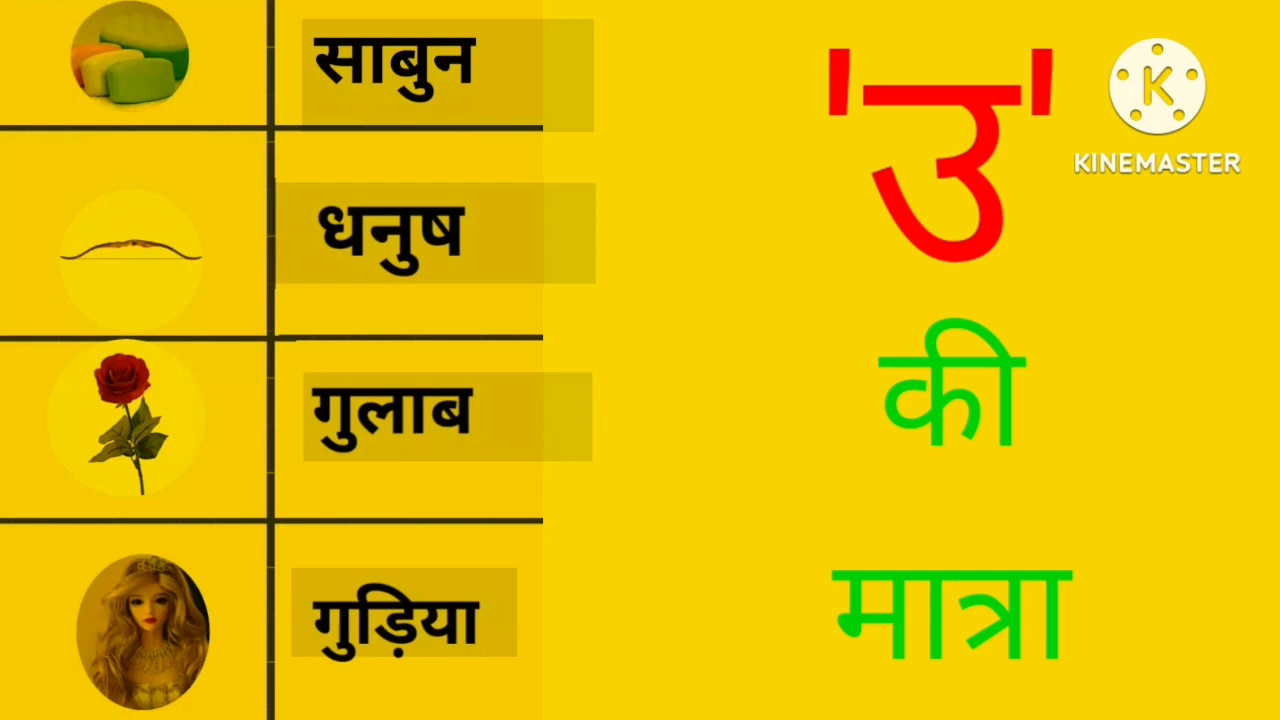 साबुन
धनुष
गुलाब
गुड़िया
'उ'
की
मात्रा
K
KINEMASTER